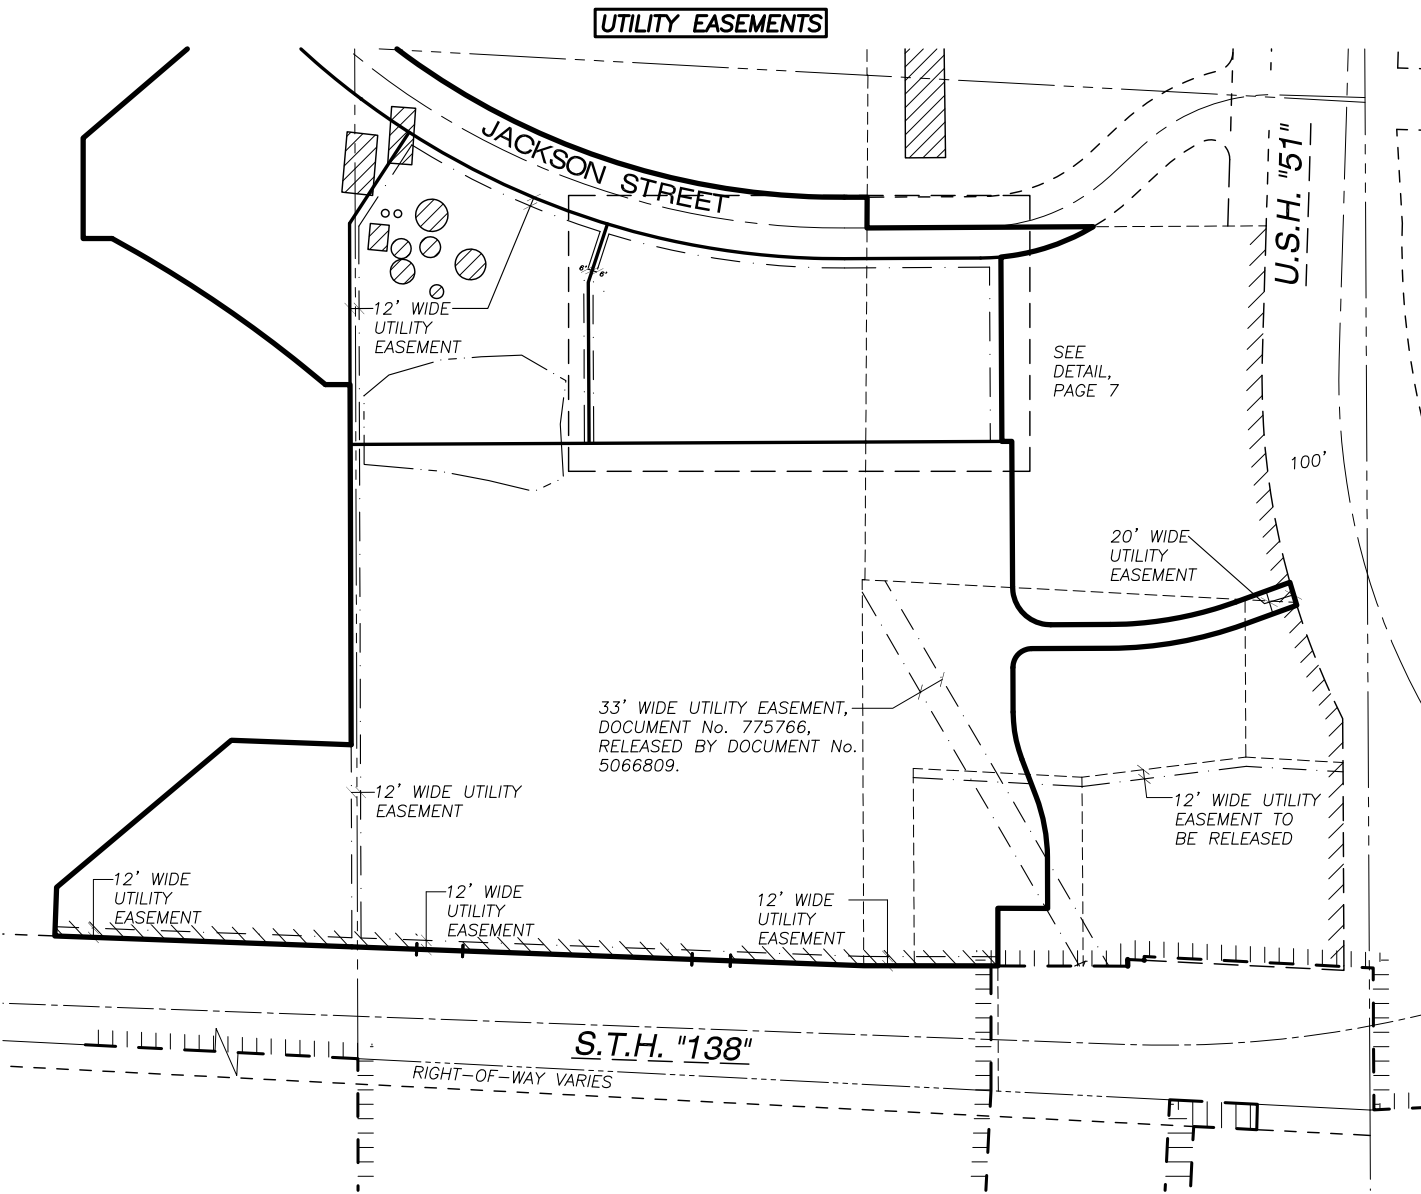 UTILITY EASEMENTS
JACKSON STREET
U.S.H. "51"
6' 6'
12' WIDE
UTILITY
EASEMENT
SEE
DETAIL,
PAGE 7
100'
20' WIDE
UTILITY
EASEMENT
33' WIDE UTILITY EASEMENT,
DOCUMENT No. 775766,
RELEASED BY DOCUMENT No.
5066809.
12' WIDE UTILITY
EASEMENT
12' WIDE UTILITY
EASEMENT TO
BE RELEASED
12' WIDE
UTILITY
EASEMENT
12' WIDE
UTILITY
EASEMENT
12' WIDE
UTILITY
EASEMENT
S.T.H. "138"
RIGHT-OF-WAY VARIES